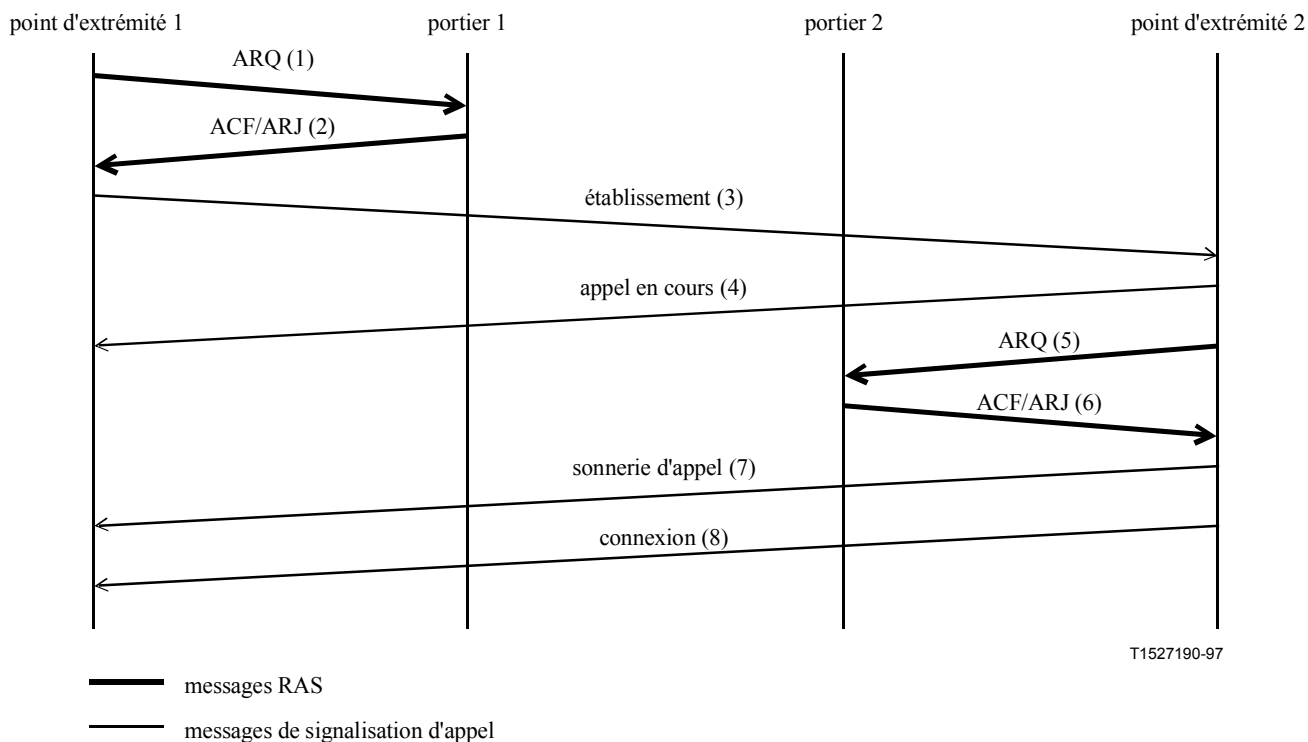 point d'extrémité 1 portier 1 portier 2 point d'extrémité 2
ARQ (1)
ACF/ARJ (2)
établissement (3)
appel en cours (4)
ARQ (5)
ACF/ARJ (6)
sonnerie d'appel (7)
connexion (8)
T1527190-97
messages RAS
messages de signalisation d'appel